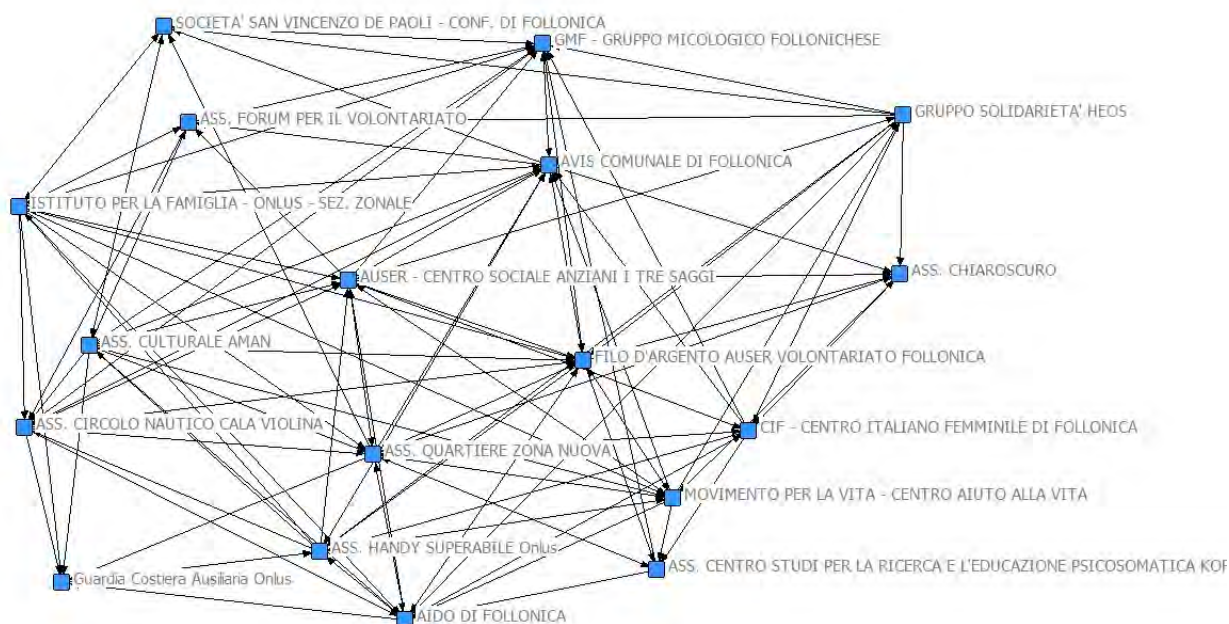 SOCIETA' SAN VINCENZO DE PAOLI - CONF. DI FOLLONICA
GMF - GRUPPO MICOLOGICO FOLLONICHESE
GRUPPO SOLIDARIETA' HEOS
ASS. FORUM PER IL VOLONTARIATO
AVIS COMUNALE DI FOLLONICA
ISTITUTO PER LA FAMIGLIA - ONLUS - SEZ. ZONALE
AUSER - CENTRO SOCIALE ANZIANI I TRE SAGGI
ASS. CHIAROSCURO
ASS. CULTURALE AMAN
FILO D'ARGENTO AUSER VOLONTARIATO FOLLONICA
ASS. CIRCOLO NAUTICO CALA VIOLINA
CIF - CENTRO ITALIANO FEMMINILE DI FOLLONICA
ASS. QUARTIERE ZONA NUOVA
MOVIMENTO PER LA VITA - CENTRO AIUTO ALLA VITA
ASS. HANDY SUPERABILE Onlus
ASS. CENTRO STUDI PER LA RICERCA E L'EDUCAZIONE PSICOSOMATICA
Guardia Costiera Ausiliaria Onlus
AIDO DI FOLLONICA